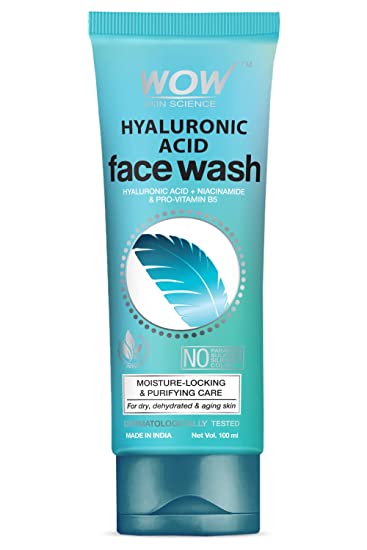 WOW
TM
SKIN SCIENCE
HYALURONIC
ACID
face wash
HYALURONIC ACID + NIACINAMIDE
& PRO-VITAMIN B5
NO
MOISTURE-LOCKING
& PURIFYING CARE
For dry, dehydrated & aging skin
DERMATOLOGICALLY TESTED
MADE IN INDIA
Net Vol. 100 ml